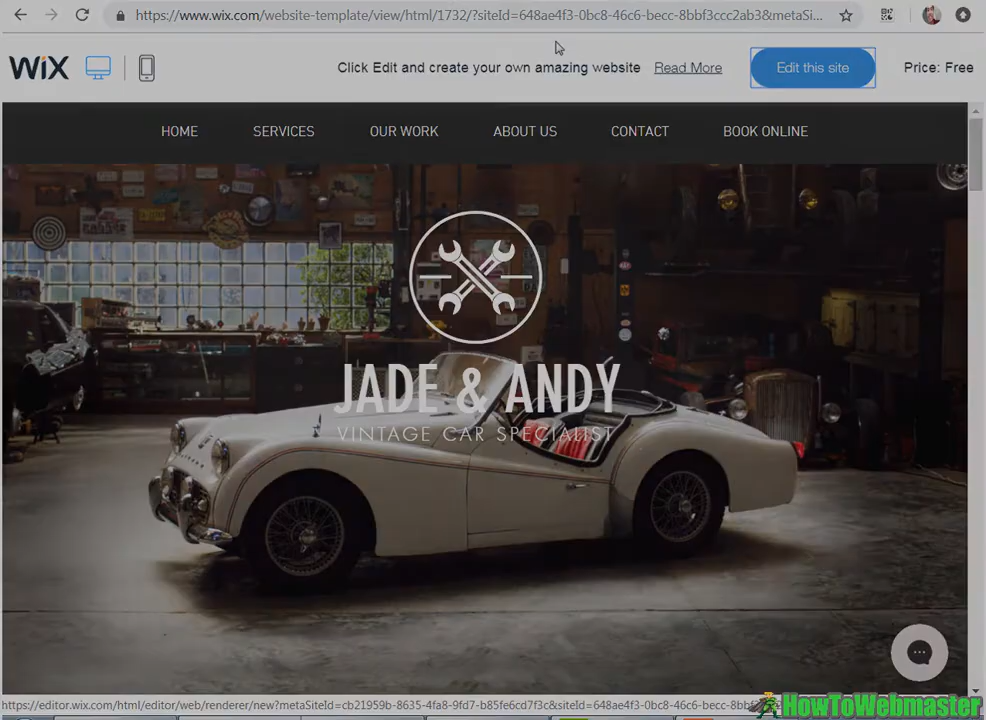 https://www.wix.com/website-template/view/html/1732/?siteId=648ae4f3-0bc8-46c6-becc-8bbf3ccc2ab3&metaSi...
WiX
Click Edit and create your own amazing website
Read More
Edit this site
Price: Free
HOME
SERVICES
OUR WORK
ABOUT US
CONTACT
BOOK ONLINE
JADE & ANDY
VINTAGE CAR SPECIALIST
https://editor.wix.com/html/editor/web/renderer/new?metaSiteId=cb21959b-8635-4fa8-9fd7-b85fe6cd7f3c&siteId=648ae4f3-0bc8-46c6-becc-8bbf
HowToWebmaster